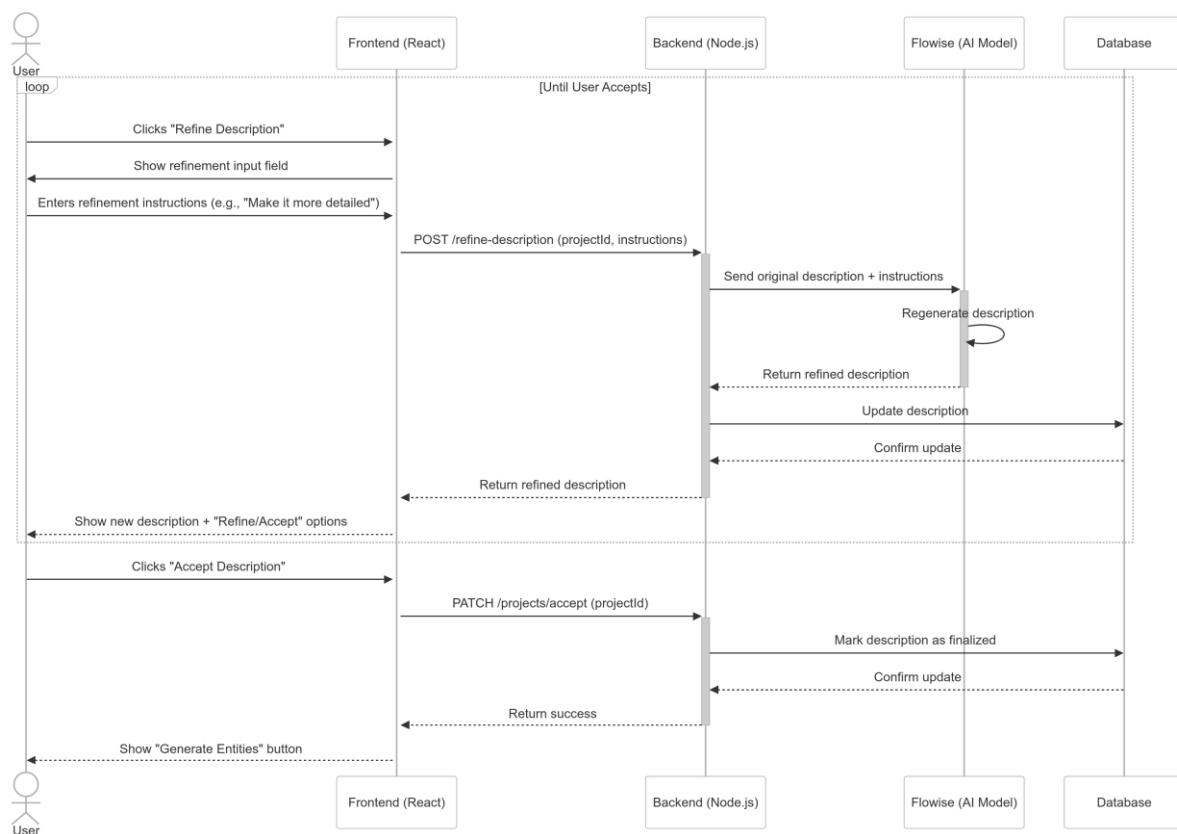 Frontend (React)
Backend (Node.js)
Flowise (AI Model)
Database
User
loop
[Until User Accepts]
Clicks "Refine Description"
Show refinement input field
Enters refinement instructions (e.g., "Make it more detailed")
POST /refine-description (projectId, instructions)
Send original description + instructions
Regenerate description
Return refined description
Update description
Confirm update
Return refined description
Show new description + "Refine/Accept" options
Clicks "Accept Description"
PATCH /projects/accept (projectId)
Mark description as finalized
Confirm update
Return success
Show "Generate Entities" button
Frontend (React)
Backend (Node.js)
Flowise (AI Model)
Database
User